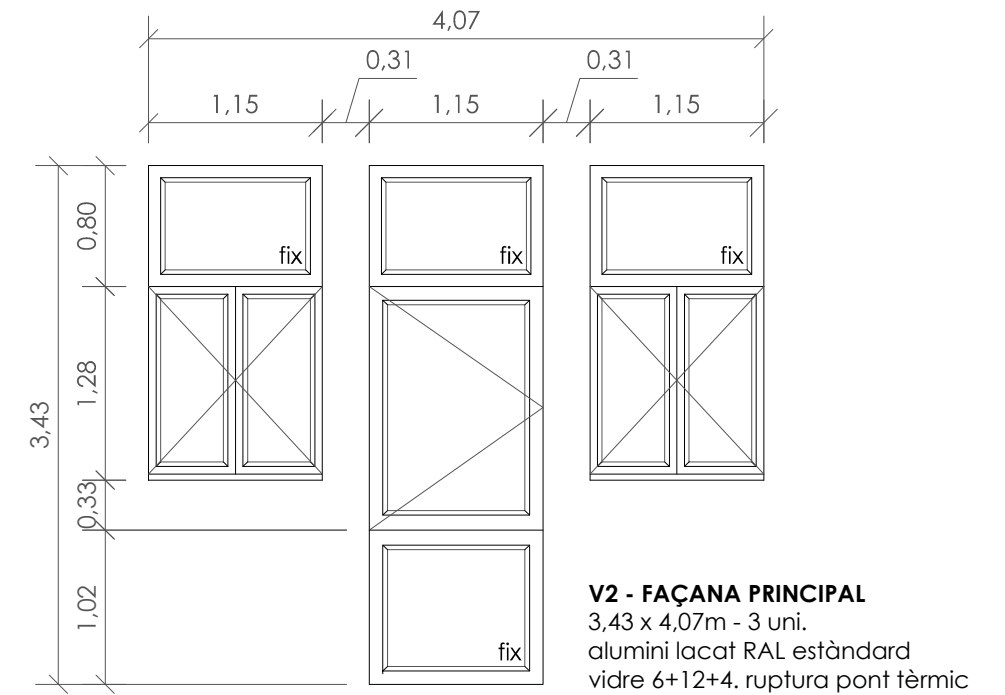 4,07
0,31 0,31
1,15 1,15 1,15
0,80
fix fix fix
1,28
3,43
0,33
1,02
fix
V2 - FAÇANA PRINCIPAL
3,43 x 4,07m - 3 uni.
alumini lacat RAL estàndard
vidre 6+12+4. ruptura pont tèrmic